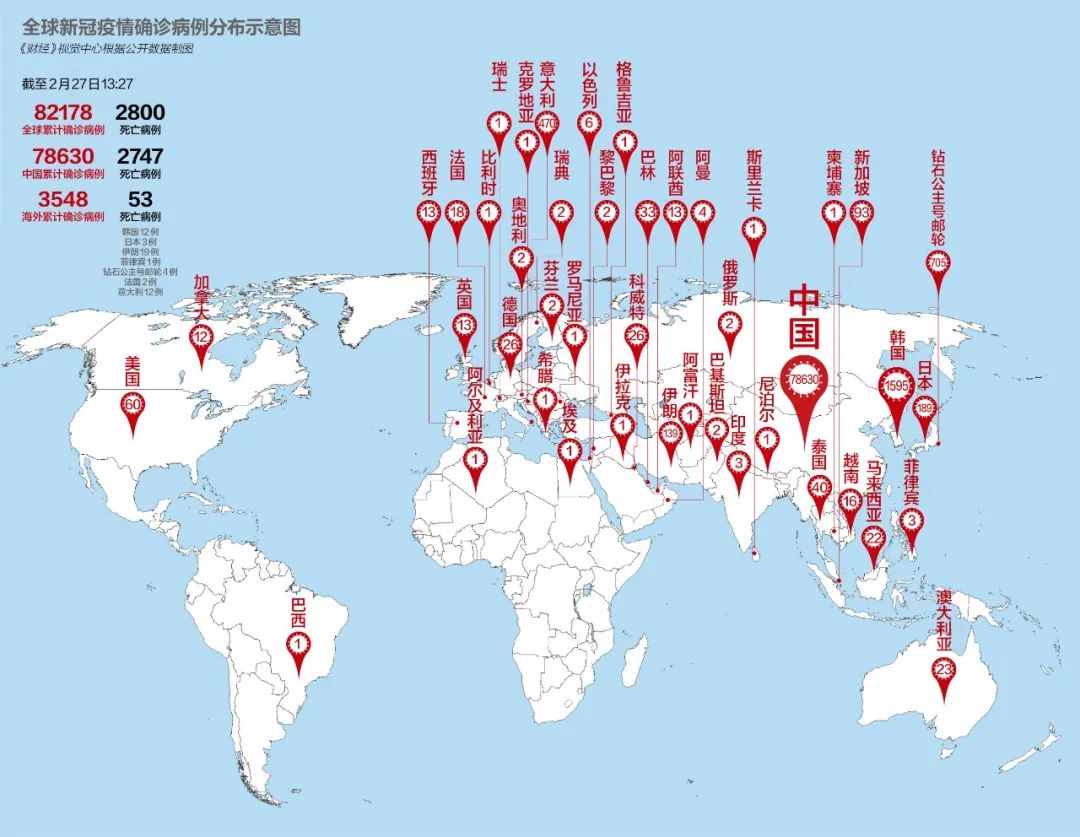 全球新冠疫情确诊病例分布示意图
《财经》视觉中心根据公开数据制图
截至2月27日13:27
82178 2800
全球累计确诊病例 死亡病例
78630 2747
中国累计确诊病例 死亡病例
3548 53
海外累计确诊病例 死亡病例
韩国12例
日本3例
伊朗19例
菲律宾1例
钻石公主号邮轮4例
法国2例
意大利12例
瑞士
1
克罗地亚
1
意大利
470
以色列
6
格鲁吉亚
1
西班牙
13
法国
18
比利时
1
奥地利
2
瑞典
2
黎巴黎
2
巴林
33
阿联酋
13
阿曼
4
斯里兰卡
1
柬埔寨
1
新加坡
93
钻石公主号邮轮
705
加拿大
12
美国
60
英国
13
德国
26
芬兰
2
罗马尼亚
1
科威特
26
俄罗斯
2
中国
78630
韩国
1595
日本
189
阿尔及利亚
1
希腊
1
埃及
1
伊拉克
1
伊朗
139
阿富汗
1
巴基斯坦
2
印度
3
尼泊尔
1
泰国
40
越南
16
马来西亚
22
菲律宾
3
巴西
1
澳大利亚
23